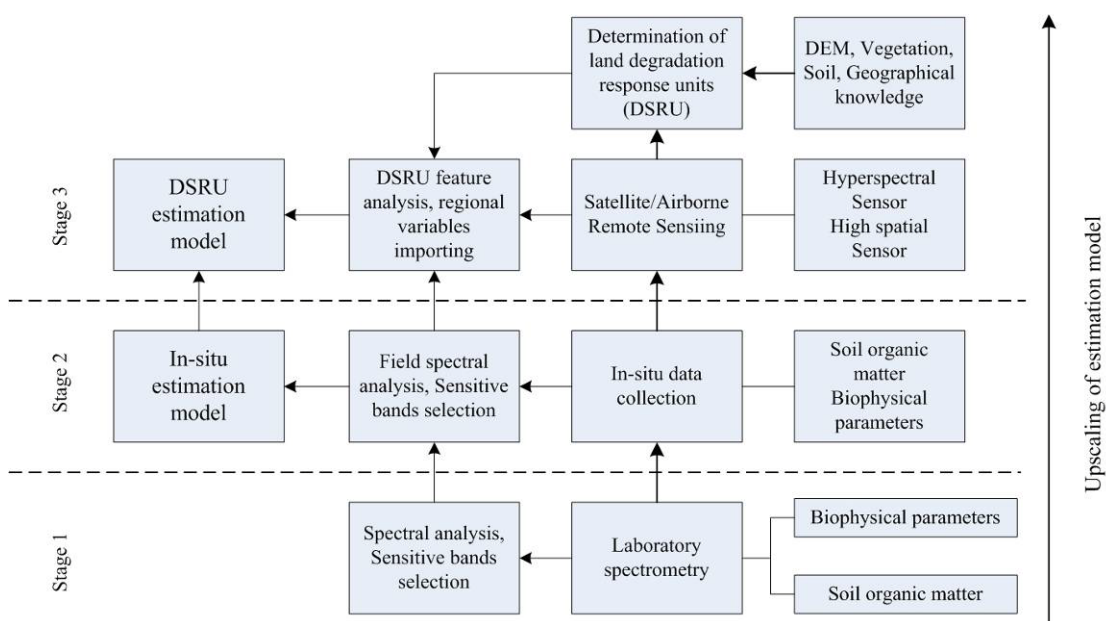 Determination of
land degradation
response units
(DSRU)
DEM, Vegetation,
Soil, Geographical
knowledge
Stage 3
DSRU
estimation
model
DSRU feature
analysis, regional
variables
importing
Satellite/Airborne
Remote Sensiing
Hyperspectral
Sensor
High spatial
Sensor
Stage 2
In-situ
estimation
model
Field spectral
analysis, Sensitive
bands selection
In-situ data
collection
Soil organic
matter
Biophysical
parameters
Stage 1
Spectral analysis,
Sensitive bands
selection
Laboratory
spectrometry
Biophysical parameters
Soil organic matter
Upscaling of estimation model